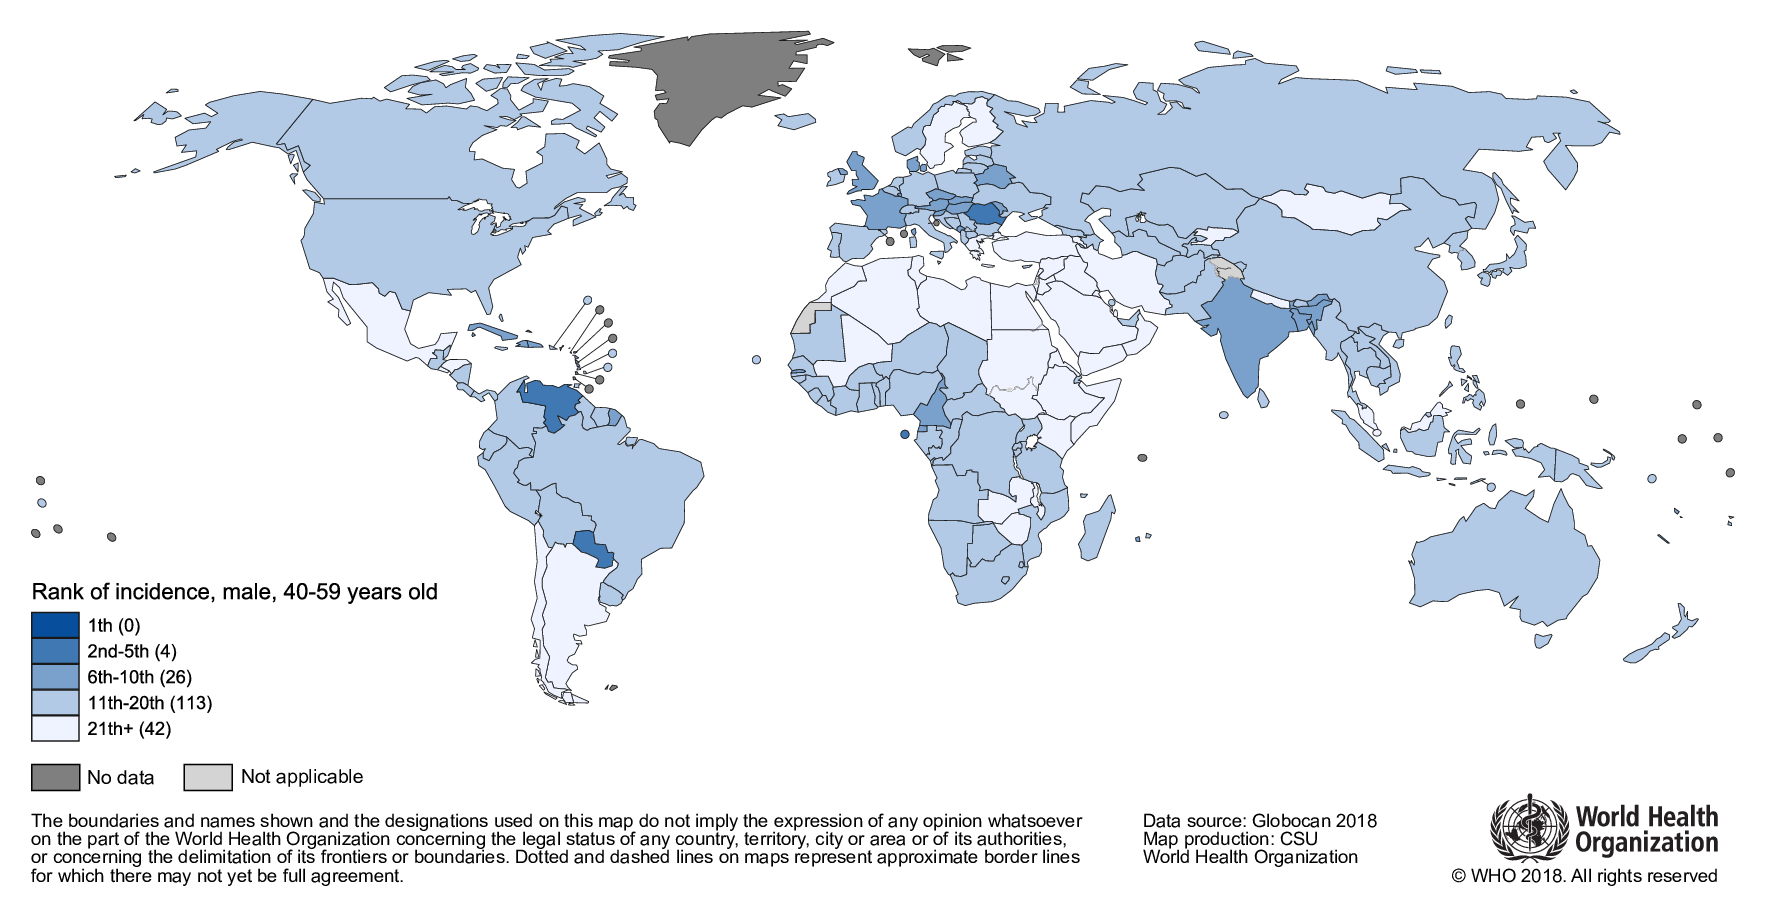 Rank of incidence, male, 40-59 years old
1th (0)
2nd-5th (4)
6th-10th (26)
11th-20th (113)
21th+ (42)
No data
Not applicable
The boundaries and names shown and the designations used on this map do not imply the expression of any opinion whatsoever
on the part of the World Health Organization concerning the legal status of any country, territory, city or area or of its authorities,
or concerning the delimitation of its frontiers or boundaries. Dotted and dashed lines on maps represent approximate border lines
for which there may not yet be full agreement.
Data source: Globocan 2018
Map production: CSU
World Health Organization
World Health
Organization
© WHO 2018. All rights reserved